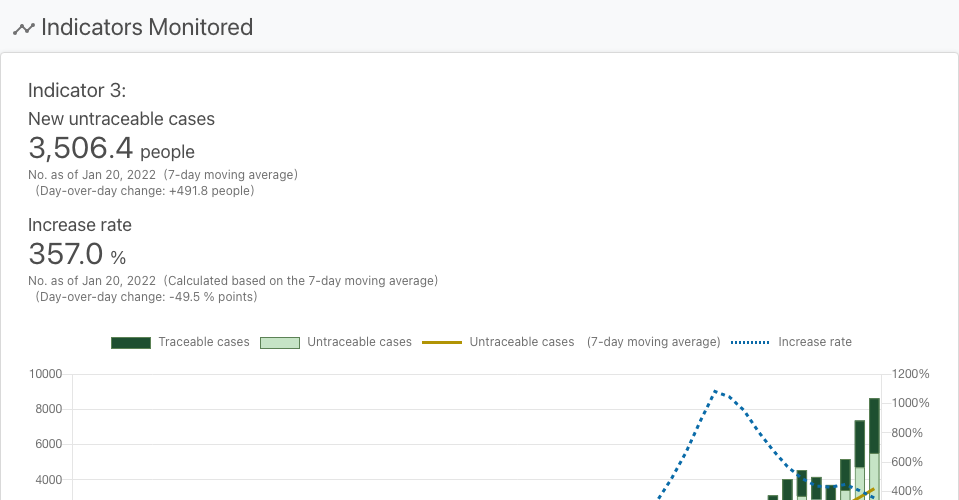 Indicators Monitored
Indicator 3:
New untraceable cases
3,506.4 people
No. as of Jan 20, 2022 (7-day moving average)
(Day-over-day change: +491.8 people)
Increase rate
357.0 %
No. as of Jan 20, 2022 (Calculated based on the 7-day moving average)
(Day-over-day change: -49.5 % points)
Traceable cases Untraceable cases Untraceable cases (7-day moving average) Increase rate
10000 1200%
8000 1000%
6000 800%
4000 600%
400%